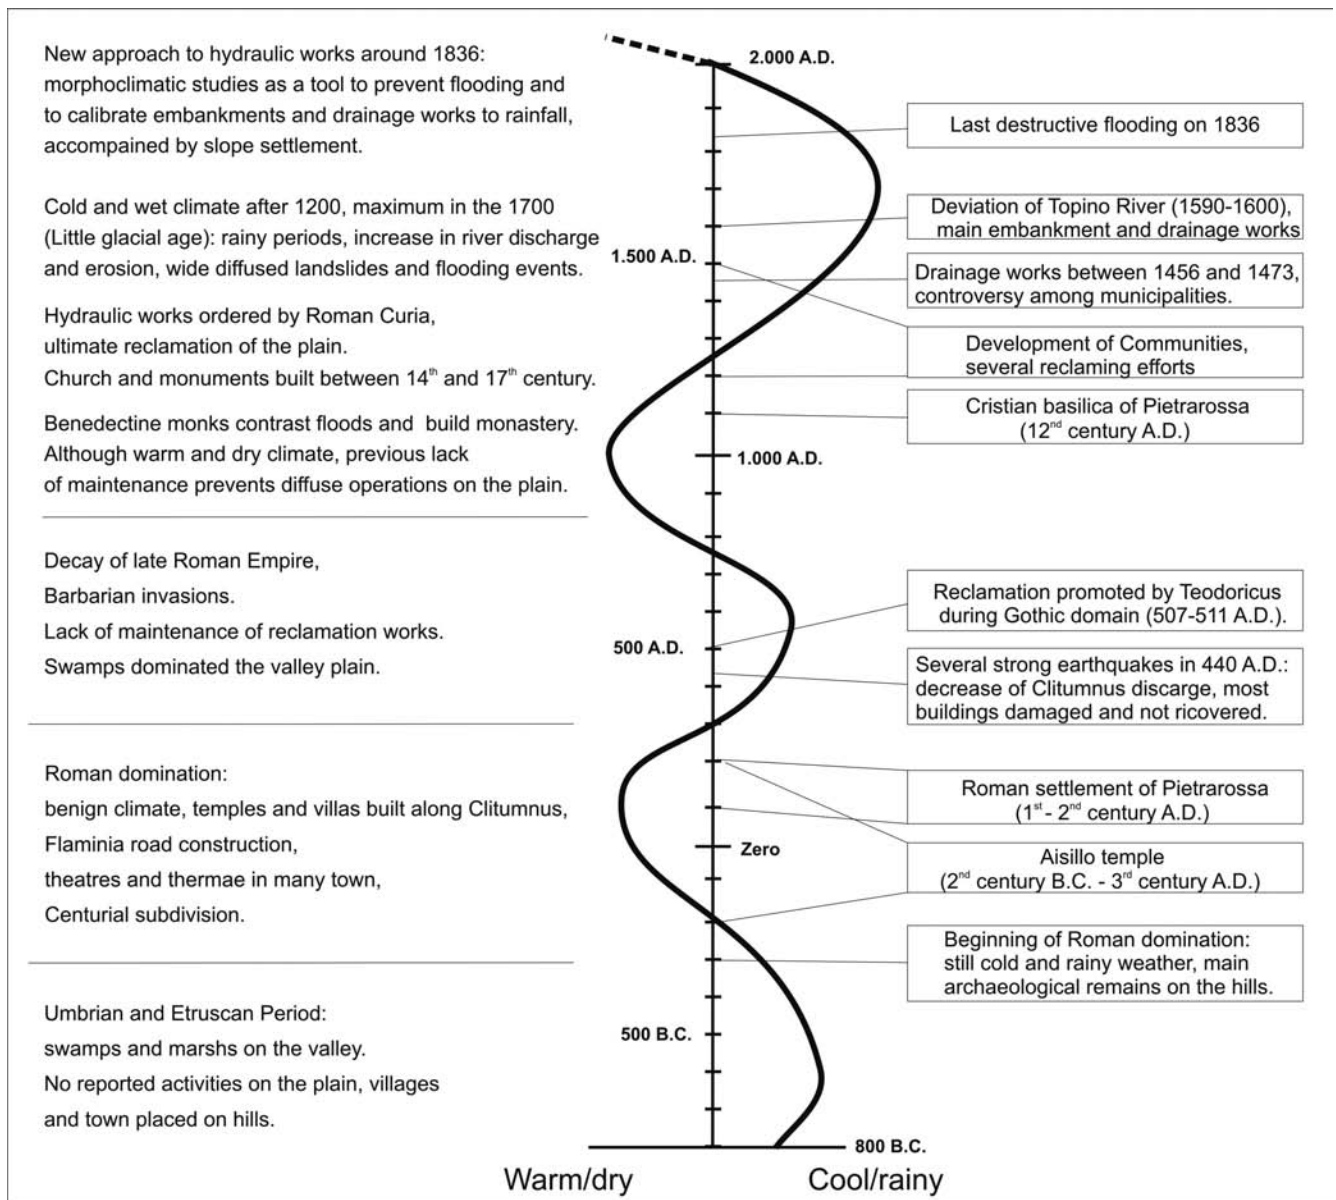 New approach to hydraulic works around 1836:
morphoclimatic studies as a tool to prevent flooding and
to calibrate embankments and drainage works to rainfall,
accompained by slope settlement.
Cold and wet climate after 1200, maximum in the 1700
(Little glacial age): rainy periods, increase in river discharge
and erosion, wide diffused landslides and flooding events.
Hydraulic works ordered by Roman Curia,
ultimate reclamation of the plain.
Church and monuments built between 14th and 17th century.
Benedectine monks contrast floods and build monastery.
Although warm and dry climate, previous lack
of maintenance prevents diffuse operations on the plain.
Decay of late Roman Empire,
Barbarian invasions.
Lack of maintenance of reclamation works.
Swamps dominated the valley plain.
Roman domination:
benign climate, temples and villas built along Clitumnus,
Flaminia road construction,
theatres and thermae in many town,
Centurial subdivision.
Umbrian and Etruscan Period:
swamps and marshs on the valley.
No reported activities on the plain, villages
and town placed on hills.
2.000 A.D.
1.500 A.D.
1.000 A.D.
500 A.D.
Zero
500 B.C.
800 B.C.
Warm/dry
Cool/rainy
Last destructive flooding on 1836
Deviation of Topino River (1590-1600),
main embankment and drainage works
Drainage works between 1456 and 1473,
controversy among municipalities.
Development of Communities,
several reclaming efforts
Cristian basilica of Pietrarossa
(12nd century A.D.)
Reclamation promoted by Teodoricus
during Gothic domain (507-511 A.D.).
Several strong earthquakes in 440 A.D.:
decrease of Clitumnus discarge, most
buildings damaged and not ricovered.
Roman settlement of Pietrarossa
(1st - 2nd century A.D.)
Aisillo temple
(2nd century B.C. - 3rd century A.D.)
Beginning of Roman domination:
still cold and rainy weather, main
archaeological remains on the hills.